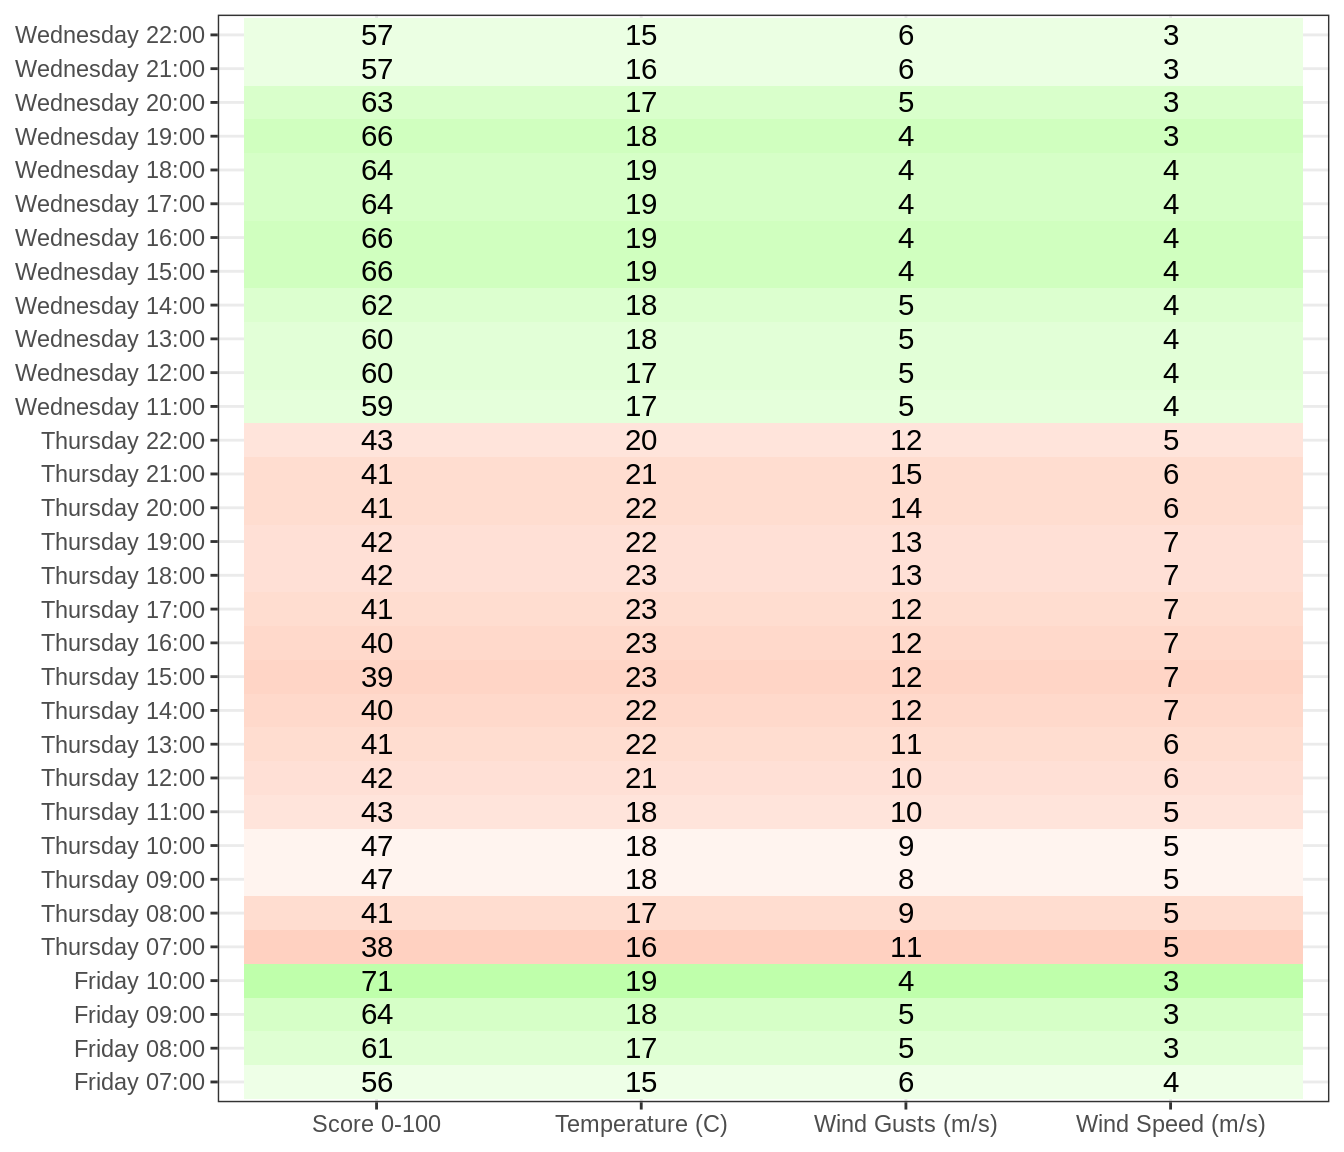 Wednesday 22:00 57 15 6 3
Wednesday 21:00 57 16 6 3
Wednesday 20:00 63 17 5 3
Wednesday 19:00 66 18 4 3
Wednesday 18:00 64 19 4 4
Wednesday 17:00 64 19 4 4
Wednesday 16:00 66 19 4 4
Wednesday 15:00 66 19 4 4
Wednesday 14:00 62 18 5 4
Wednesday 13:00 60 18 5 4
Wednesday 12:00 60 17 5 4
Wednesday 11:00 59 17 5 4
Thursday 22:00 43 20 12 5
Thursday 21:00 41 21 15 6
Thursday 20:00 41 22 14 6
Thursday 19:00 42 22 13 7
Thursday 18:00 42 23 13 7
Thursday 17:00 41 23 12 7
Thursday 16:00 40 23 12 7
Thursday 15:00 39 23 12 7
Thursday 14:00 40 22 12 7
Thursday 13:00 41 22 11 6
Thursday 12:00 42 21 10 6
Thursday 11:00 43 18 10 5
Thursday 10:00 47 18 9 5
Thursday 09:00 47 18 8 5
Thursday 08:00 41 17 9 5
Thursday 07:00 38 16 11 5
Friday 10:00 71 19 4 3
Friday 09:00 64 18 5 3
Friday 08:00 61 17 5 3
Friday 07:00 56 15 6 4
Score 0-100 Temperature (C) Wind Gusts (m/s) Wind Speed (m/s)